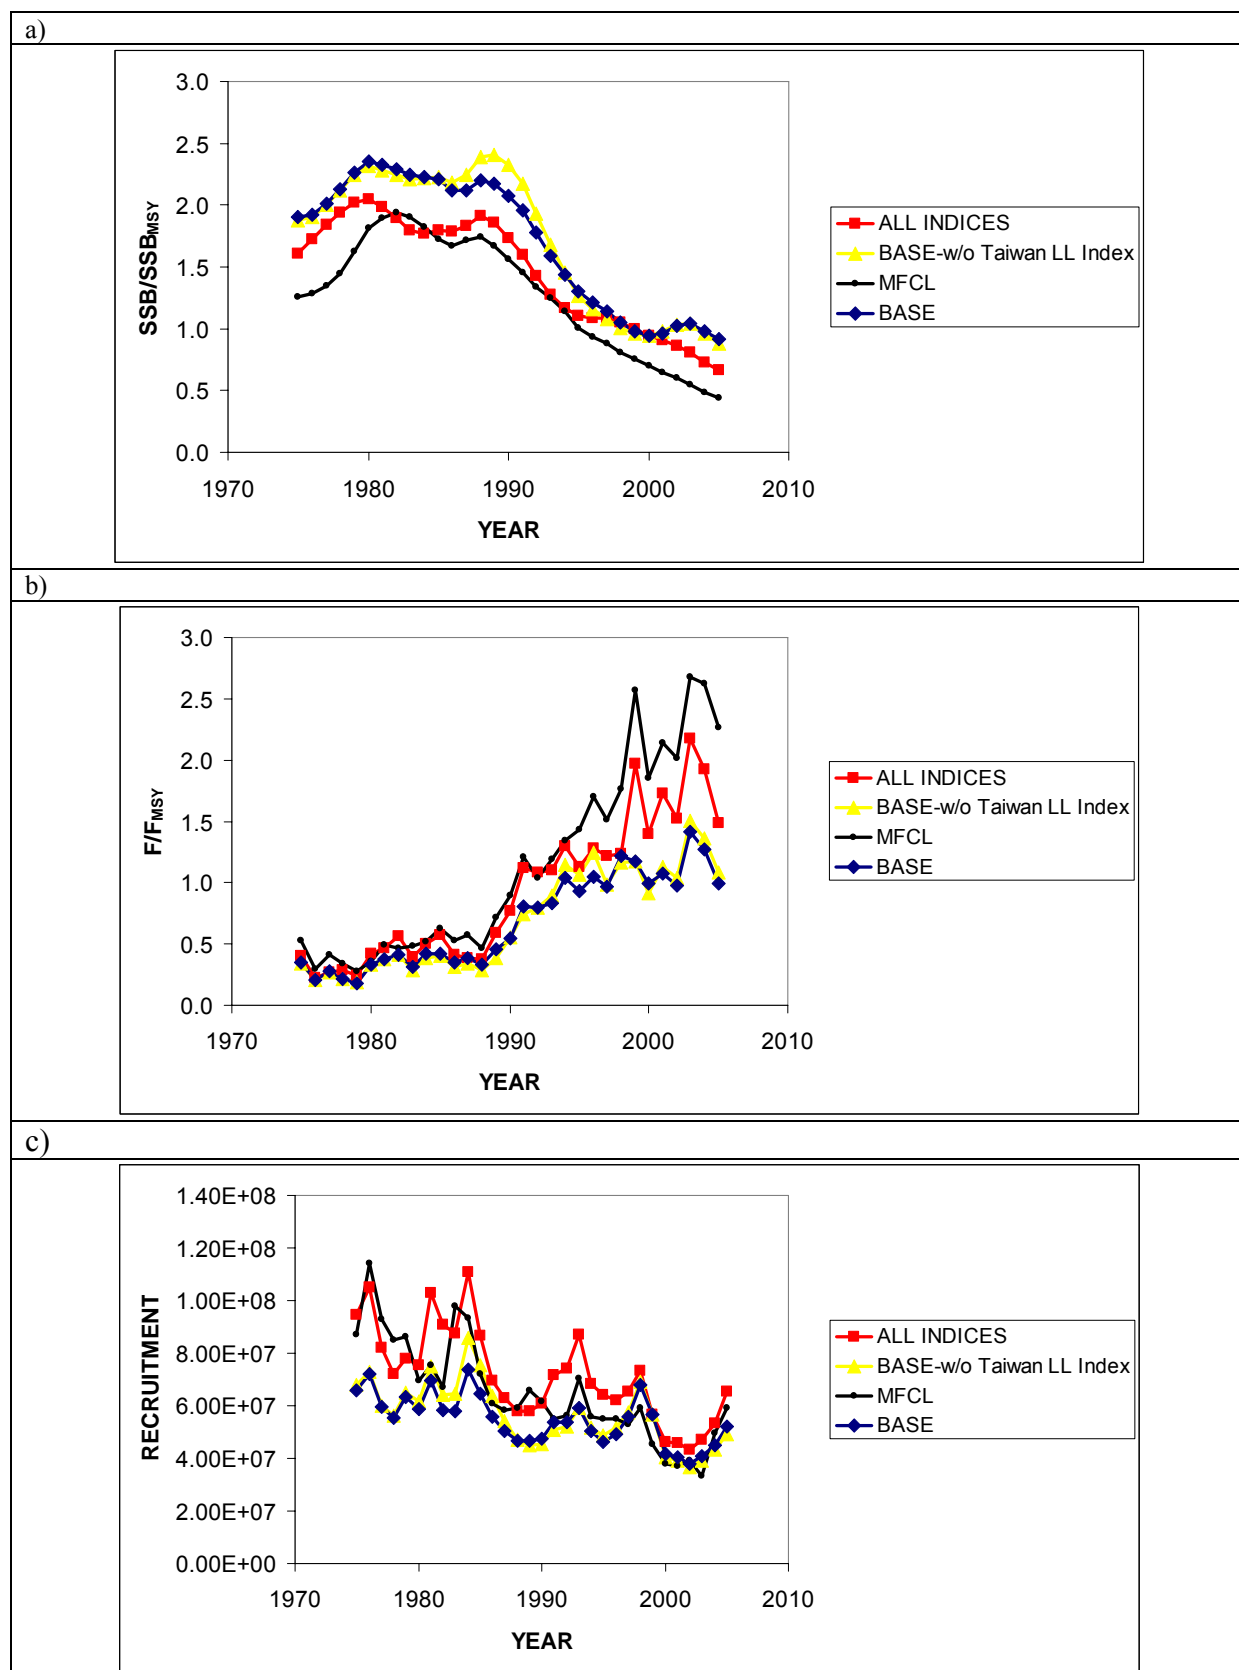 a)
3.0
2.5
2.0
1.5
1.0
0.5
0.0
SSB/SSBMSY
1970 1980 1990 2000 2010
YEAR
ALL INDICES
BASE-w/o Taiwan LL Index
MFCL
BASE
b)
3.0
2.5
2.0
1.5
1.0
0.5
0.0
F/FMSY
1970 1980 1990 2000 2010
YEAR
ALL INDICES
BASE-w/o Taiwan LL Index
MFCL
BASE
c)
1.40E+08
1.20E+08
1.00E+08
8.00E+07
6.00E+07
4.00E+07
2.00E+07
0.00E+00
RECRUITMENT
1970 1980 1990 2000 2010
YEAR
ALL INDICES
BASE-w/o Taiwan LL Index
MFCL
BASE